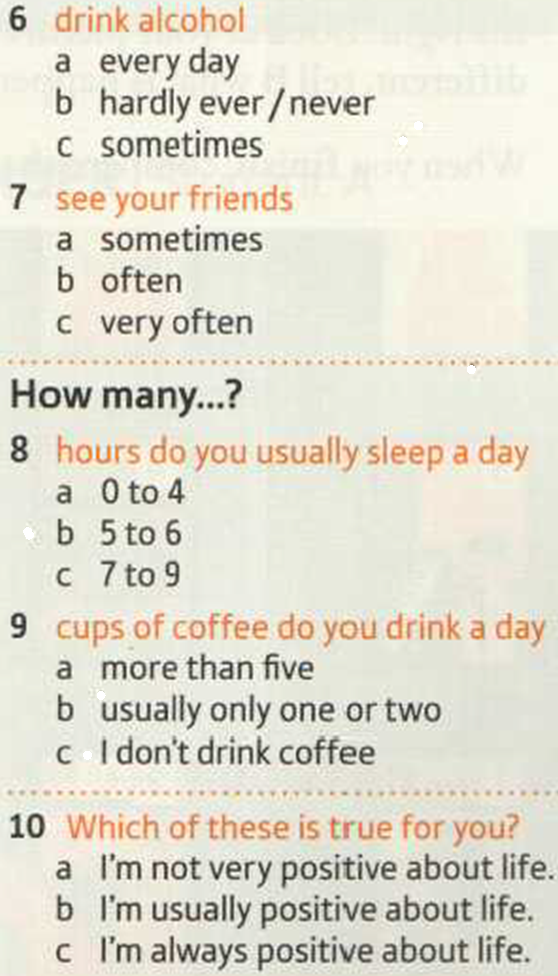 6 drink alcohol
a every day
b hardly ever / never
c sometimes
7 see your friends
a sometimes
b often
c very often
How many...?
8 hours do you usually sleep a day
a 0 to 4
b 5 to 6
c 7 to 9
9 cups of coffee do you drink a day
a more than five
b usually only one or two
c I don't drink coffee
10 Which of these is true for you?
a I'm not very positive about life.
b I'm usually positive about life.
c I'm always positive about life.